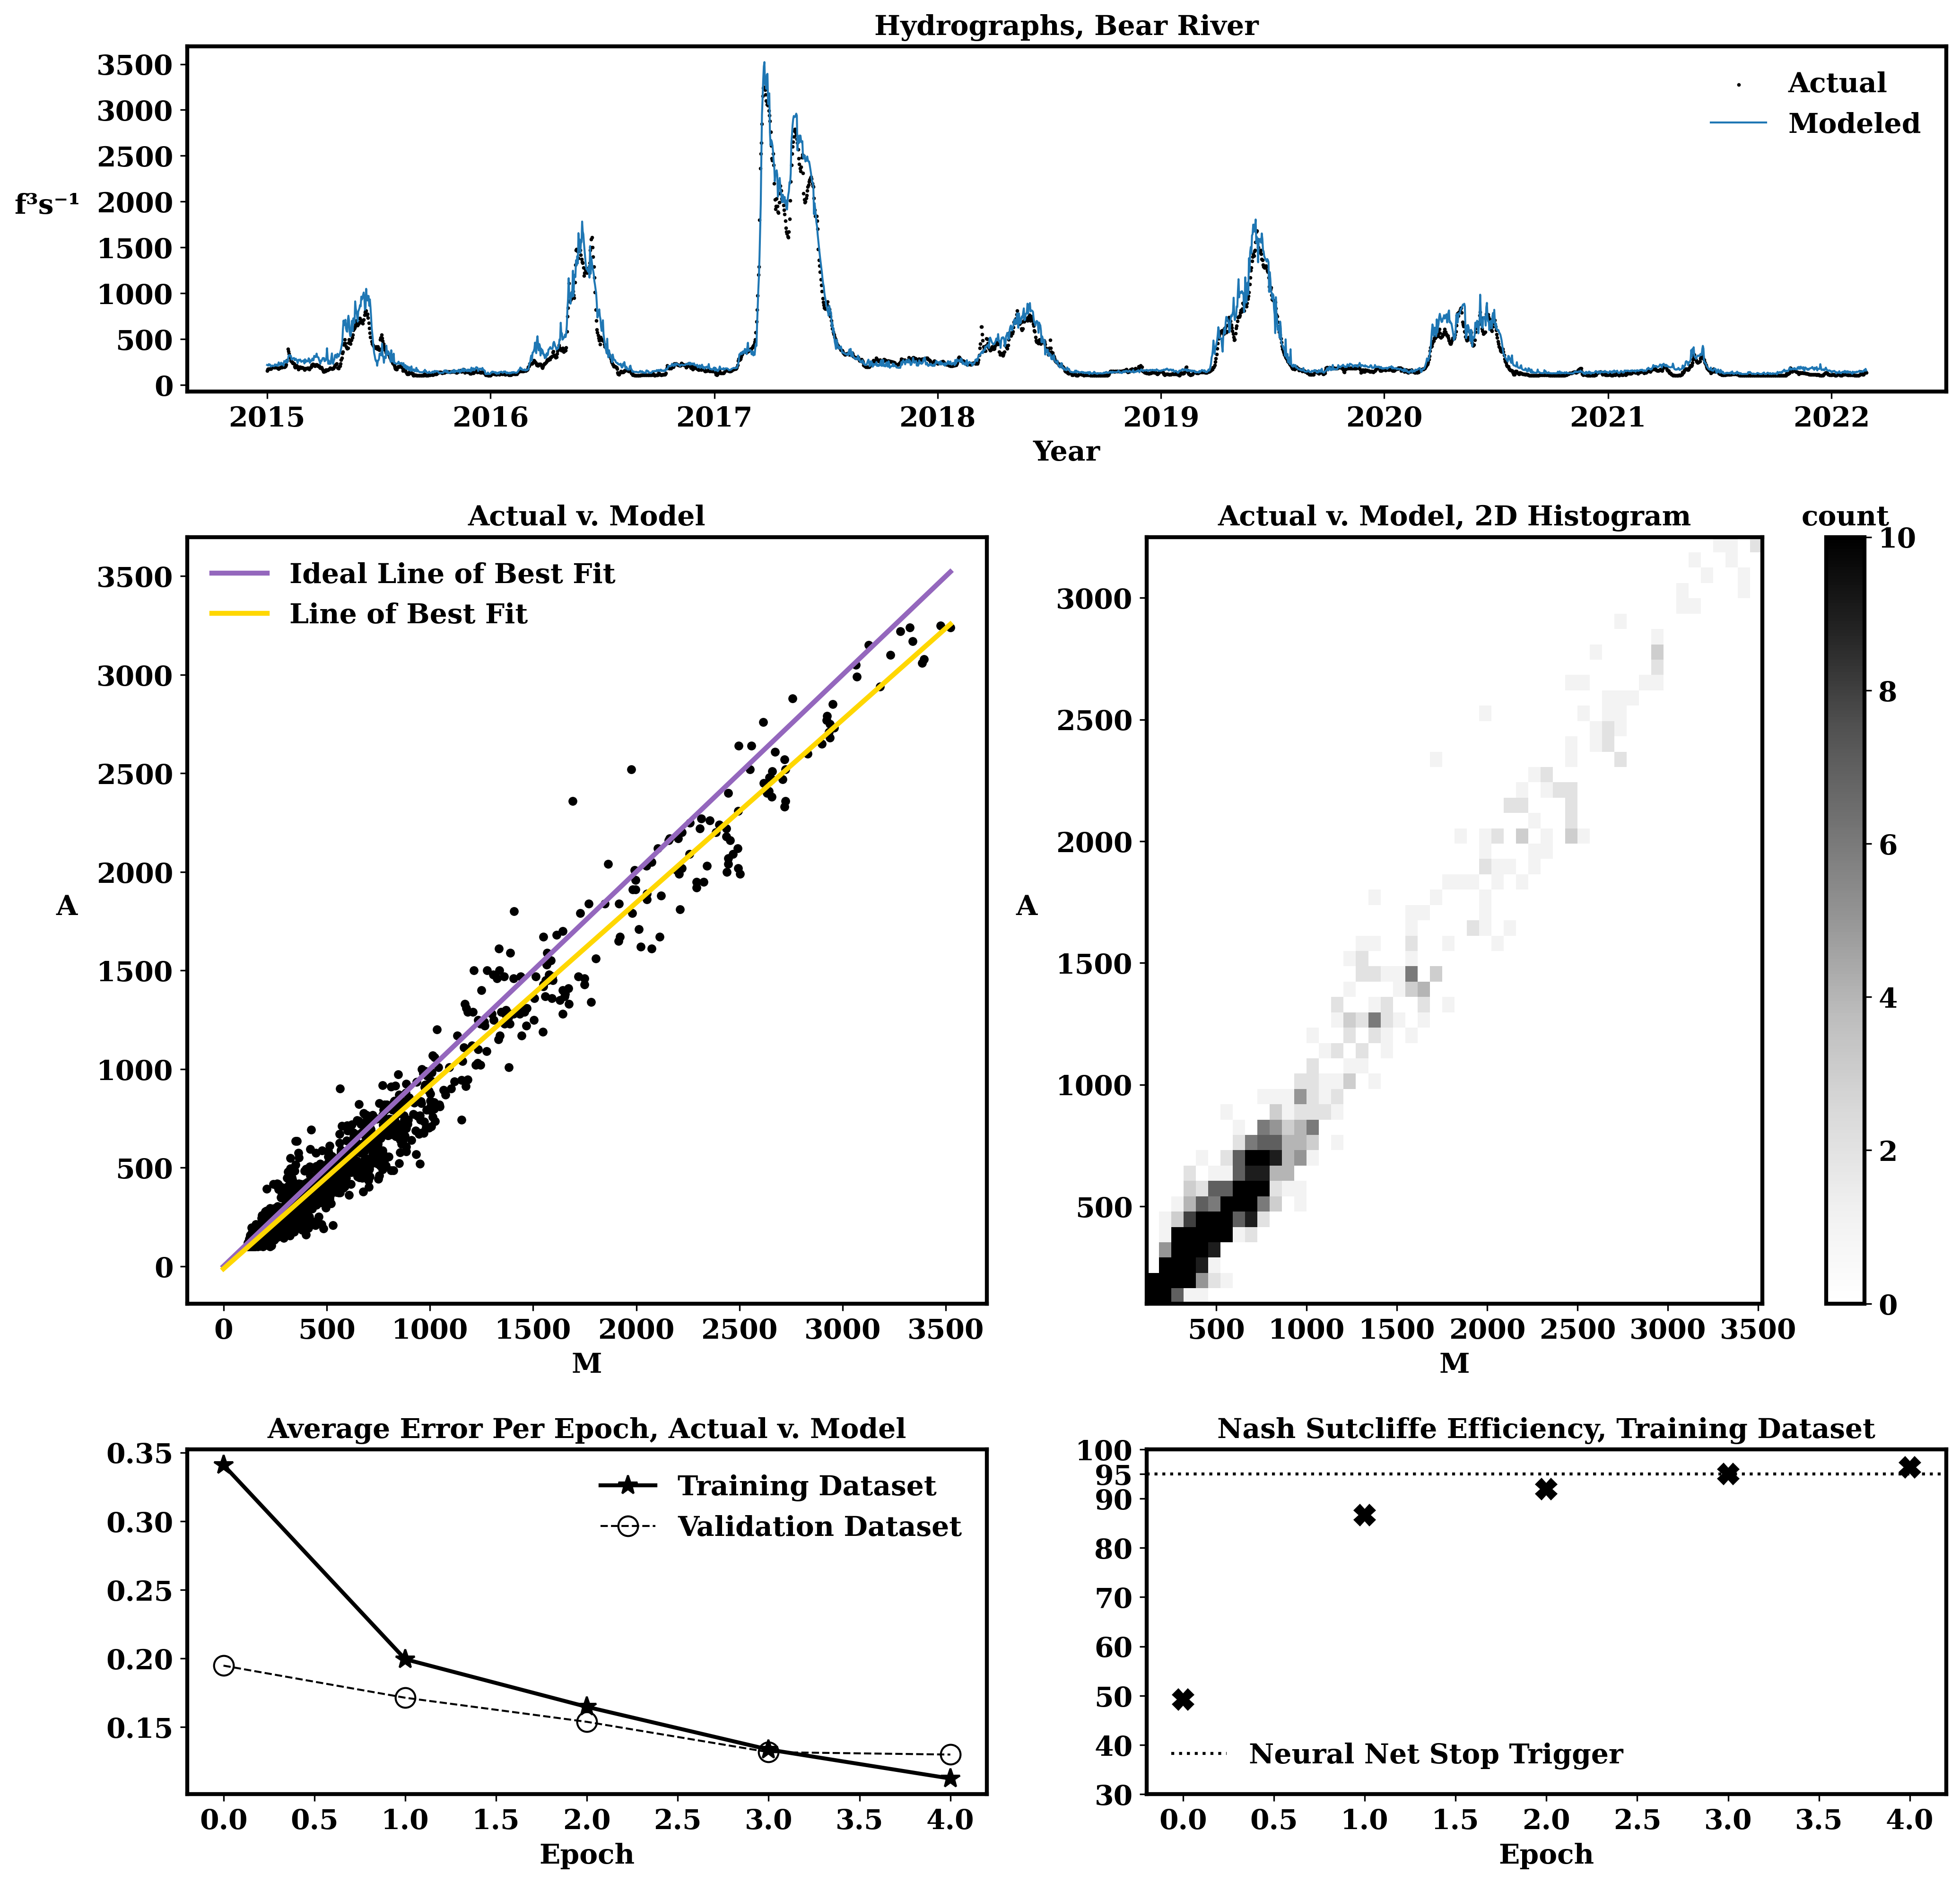 Hydrographs, Bear River
3500
3000
2500
2000
1500
1000
500
0
f³s⁻¹
Actual
Modeled
2015 2016 2017 2018 2019 2020 2021 2022
Year
Actual v. Model
3500
3000
2500
2000
1500
1000
500
0
A
Ideal Line of Best Fit
Line of Best Fit
0 500 1000 1500 2000 2500 3000 3500
M
Actual v. Model, 2D Histogram
3000
2500
2000
1500
1000
500
A
500 1000 1500 2000 2500 3000 3500
M
count
10
8
6
4
2
0
Average Error Per Epoch, Actual v. Model
0.35
0.30
0.25
0.20
0.15
Training Dataset
Validation Dataset
0.0 0.5 1.0 1.5 2.0 2.5 3.0 3.5 4.0
Epoch
Nash Sutcliffe Efficiency, Training Dataset
100
95
90
80
70
60
50
40
30
Neural Net Stop Trigger
0.0 0.5 1.0 1.5 2.0 2.5 3.0 3.5 4.0
Epoch